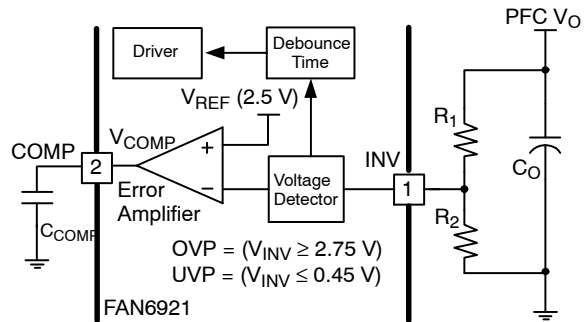 PFC VO
Driver
Debounce
Time
VREF (2.5 V)
R1
VCOMP
COMP
2
+
INV
CO
Error
Amplifier
−
Voltage
Detector
1
R2
CCOMP
OVP = (VINV ≥ 2.75 V)
UVP = (VINV ≤ 0.45 V)
FAN6921